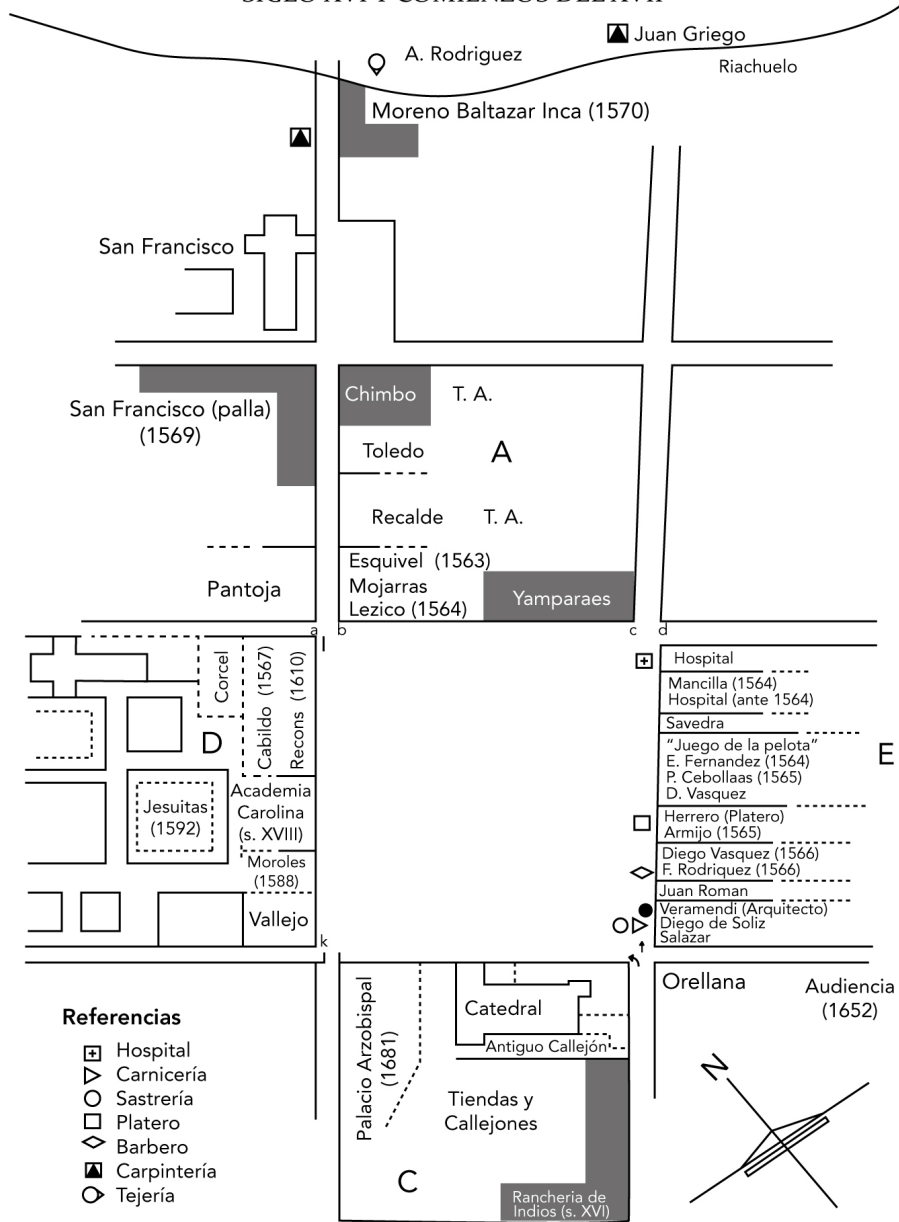 SIGLO XVI Y COMIENZOS DEL XVII
Juan Griego
A. Rodriguez
Riachuelo
Moreno Baltazar Inca (1570)
San Francisco
Chimbo
T. A.
San Francisco (palla)
(1569)
Toledo
A
Recalde
T. A.
Esquivel (1563)
Mojarras
Lezico (1564)
Pantoja
Yamparaes
a
b
c
d
l
Corcel
Cabildo (1567)
Recons (1610)
D
Jesuitas
(1592)
Academia
Carolina
(s. XVIII)
Moroles
(1588)
Vallejo
k
Hospital
Mancilla (1564)
Hospital (ante 1564)
Savedra
"Juego de la pelota"
E. Fernandez (1564)
P. Cebollaas (1565)
D. Vasquez
E
Herrero (Platero)
Armijo (1565)
Diego Vasquez (1566)
F. Rodriquez (1566)
Juan Roman
Veramendi (Arquitecto)
Diego de Soliz
Salazar
Orellana
Audiencia
(1652)
Palacio Arzobispal
(1681)
Catedral
Antiguo Callejón
Tiendas y
Callejones
C
Rancheria de
Indios (s. XVI)
N
Referencias
Hospital
Carnicería
Sastrería
Platero
Barbero
Carpintería
Tejería